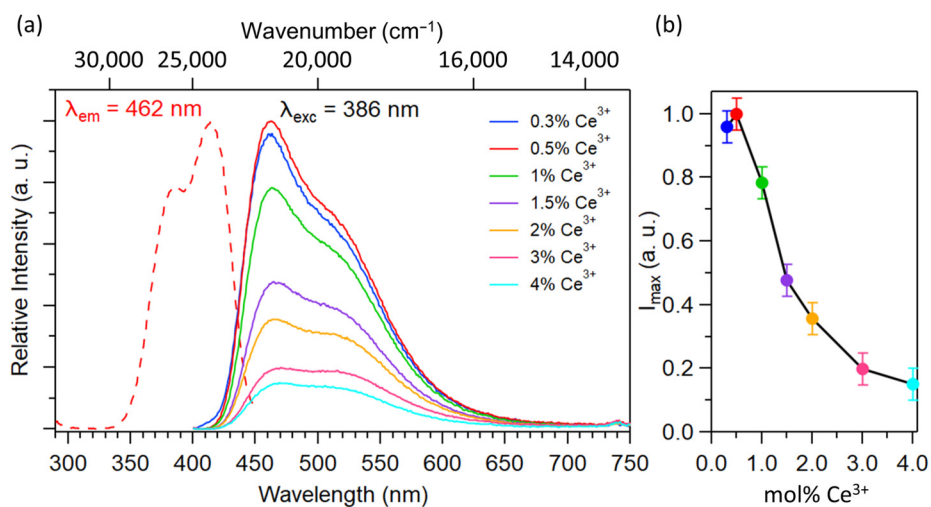 (a)
Wavenumber (cm⁻¹)
30,000 25,000 20,000 16,000 14,000
λem = 462 nm λexc = 386 nm
0.3% Ce³⁺
0.5% Ce³⁺
1% Ce³⁺
1.5% Ce³⁺
2% Ce³⁺
3% Ce³⁺
4% Ce³⁺
Relative Intensity (a. u.)
300 350 400 450 500 550 600 650 700 750
Wavelength (nm)
(b)
Imax (a. u.)
1.0
0.8
0.6
0.4
0.2
0.0
0.0 1.0 2.0 3.0 4.0
mol% Ce³⁺